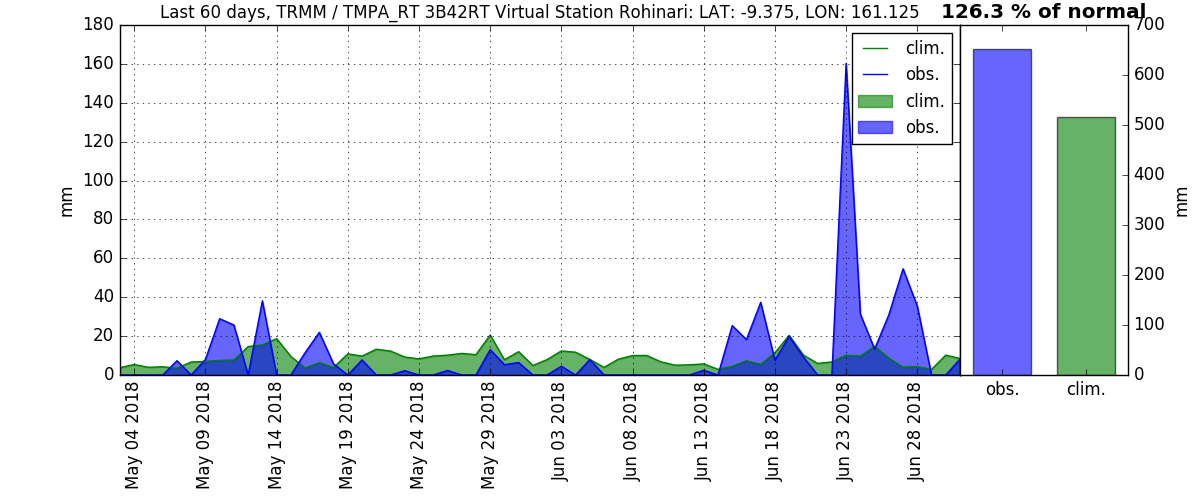 Last 60 days, TRMM / TMPA_RT 3B42RT Virtual Station Rohinari: LAT: -9.375, LON: 161.125
126.3 % of normal
180
160
140
120
100
80
60
40
20
0
mm
clim.
obs.
clim.
obs.
May 04 2018
May 09 2018
May 14 2018
May 19 2018
May 24 2018
May 29 2018
Jun 03 2018
Jun 08 2018
Jun 13 2018
Jun 18 2018
Jun 23 2018
Jun 28 2018
700
600
500
400
300
200
100
0
mm
obs.
clim.